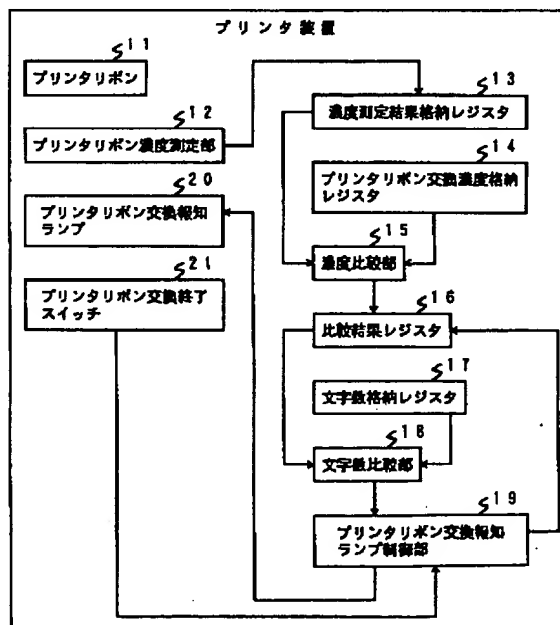 プリンタ装置
11
プリンタリボン
12
プリンタリボン濃度測定部
20
プリンタリボン交換報知
ランプ
21
プリンタリボン交換終了
スイッチ
13
濃度測定結果格納レジスタ
14
プリンタリボン交換濃度格納
レジスタ
15
濃度比較部
16
比較結果レジスタ
17
文字数格納レジスタ
18
文字数比較部
19
プリンタリボン交換報知
ランプ制御部